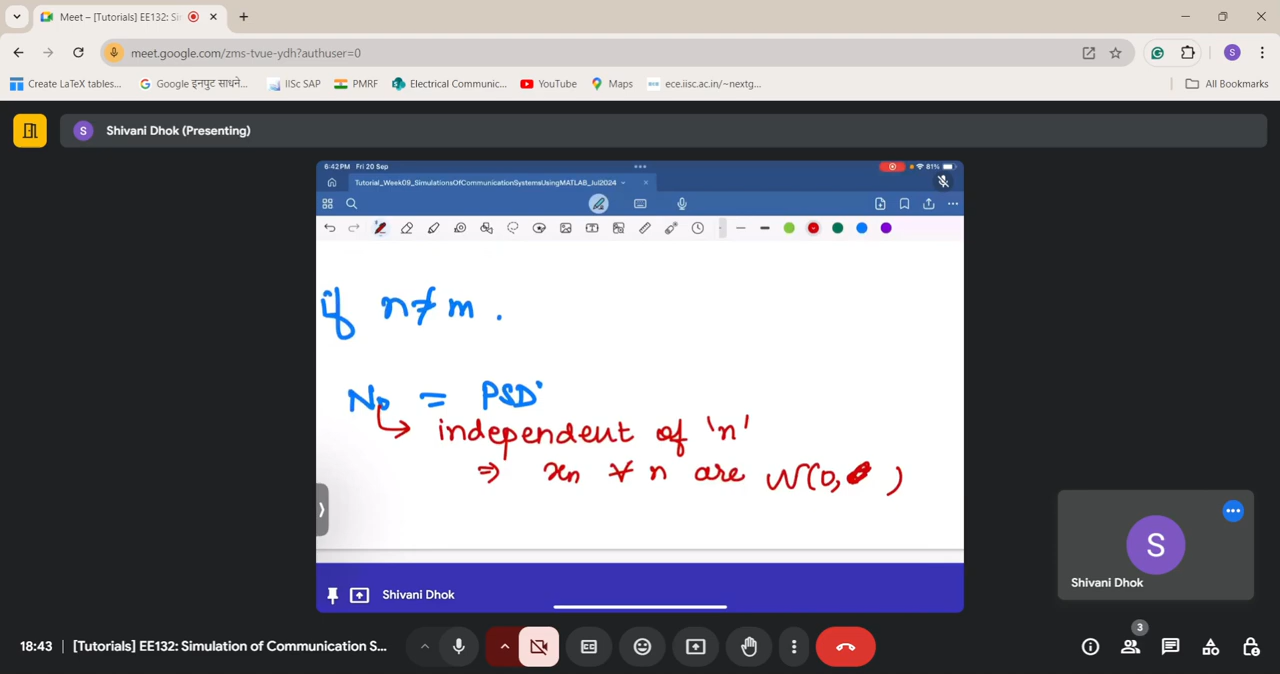 Meet – [Tutorials] EE132: Si
meet.google.com/zms-tvue-ydh?authuser=0
Create LaTeX tables...
Google इनपुट साधने...
IISc SAP
PMRF
Electrical Communic...
YouTube
Maps
ece.iisc.ac.in/~nextg...
All Bookmarks
S
S
Shivani Dhok (Presenting)
6:42 PM Fri 20 Sep
81%
Tutorial_Week09_SimulationsOfCommunicationSystemsUsingMATLAB_Jul2024
if n ≠ m .
N₀ = PSD
independent of 'n'
⇒ xₙ ∀ n are N(0, )
S
Shivani Dhok
Shivani Dhok
18:43 | [Tutorials] EE132: Simulation of Communication S...
3